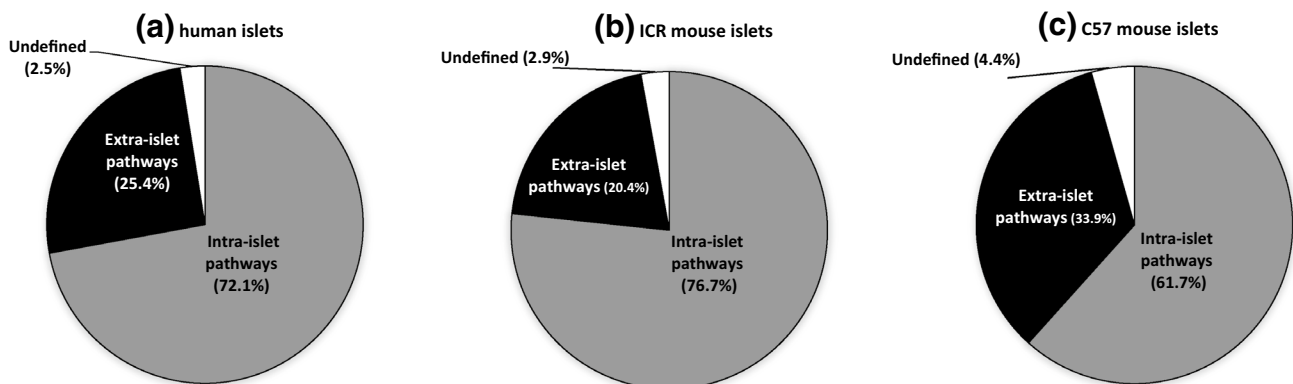 (a) human islets
Undefined
(2.5%)
Extra-islet
pathways
(25.4%)
Intra-islet
pathways
(72.1%)
(b) ICR mouse islets
Undefined (2.9%)
Extra-islet
pathways (20.4%)
Intra-islet
pathways
(76.7%)
(c) C57 mouse islets
Undefined (4.4%)
Extra-islet
pathways (33.9%)
Intra-islet
pathways
(61.7%)